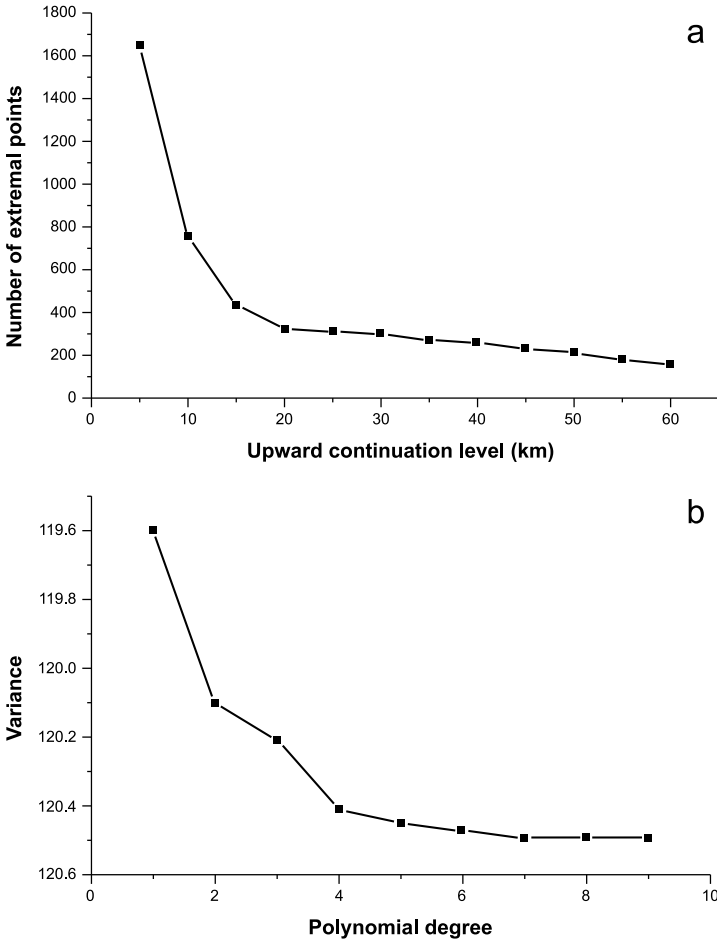 a
1800
1600
1400
1200
1000
800
600
400
200
0
Number of extremal points
0 10 20 30 40 50 60
Upward continuation level (km)
b
119.6
119.8
120.0
120.2
120.4
120.6
Variance
0 2 4 6 8 10
Polynomial degree